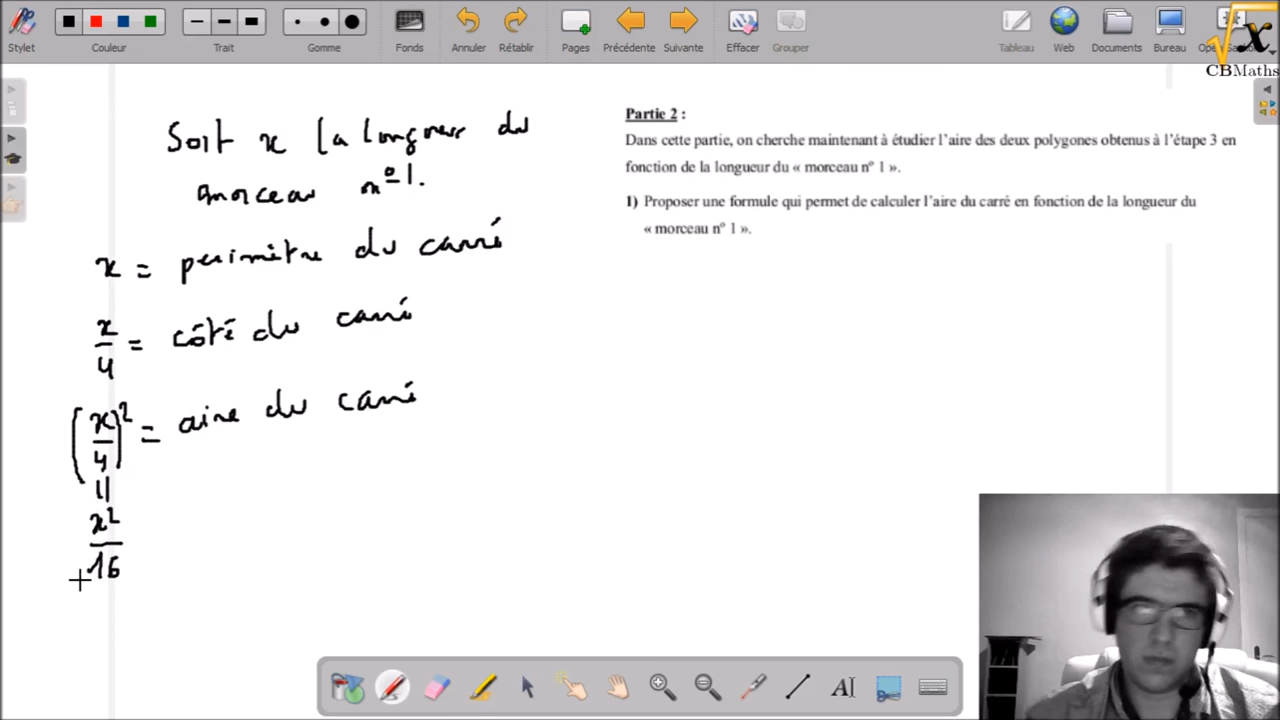 Stylet
Couleur
Trait
Gomme
Fonds
Annuler
Rétablir
Pages
Précédente
Suivante
Effacer
Grouper
Tableau
Web
Documents
Bureau
√x
CBMaths
Soit x la longueur du
morceau n°1.
x = périmètre du carré
x/4 = côté du carré
(x/4)² = aire du carré
=
x²/16
Partie 2 :
Dans cette partie, on cherche maintenant à étudier l'aire des deux polygones obtenus à l'étape 3 en
fonction de la longueur du « morceau n° 1 ».
1) Proposer une formule qui permet de calculer l'aire du carré en fonction de la longueur du
« morceau n° 1 ».